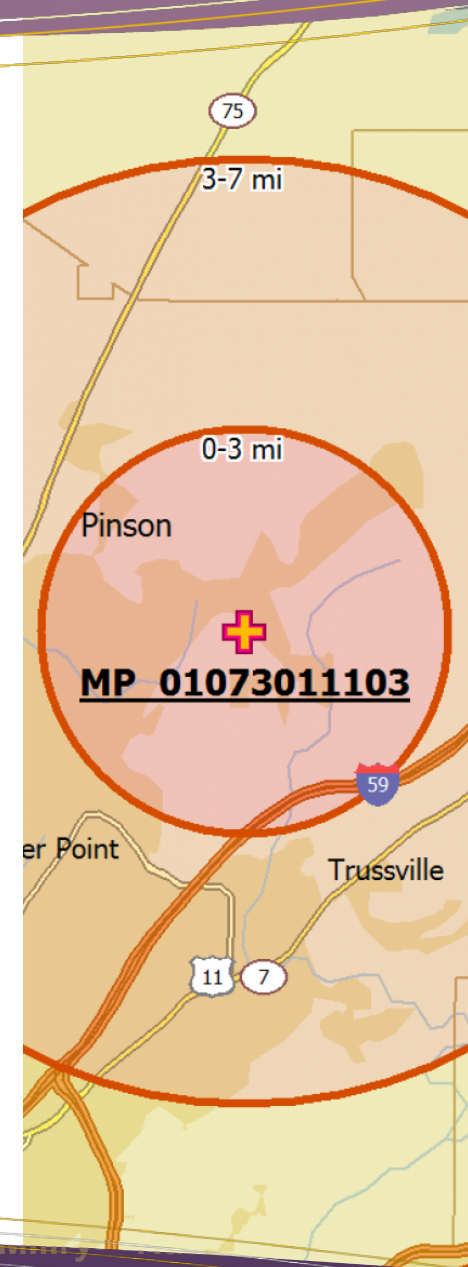 75
3-7 mi
0-3 mi
Pinson
MP 01073011103
59
er Point
Trussville
11
7